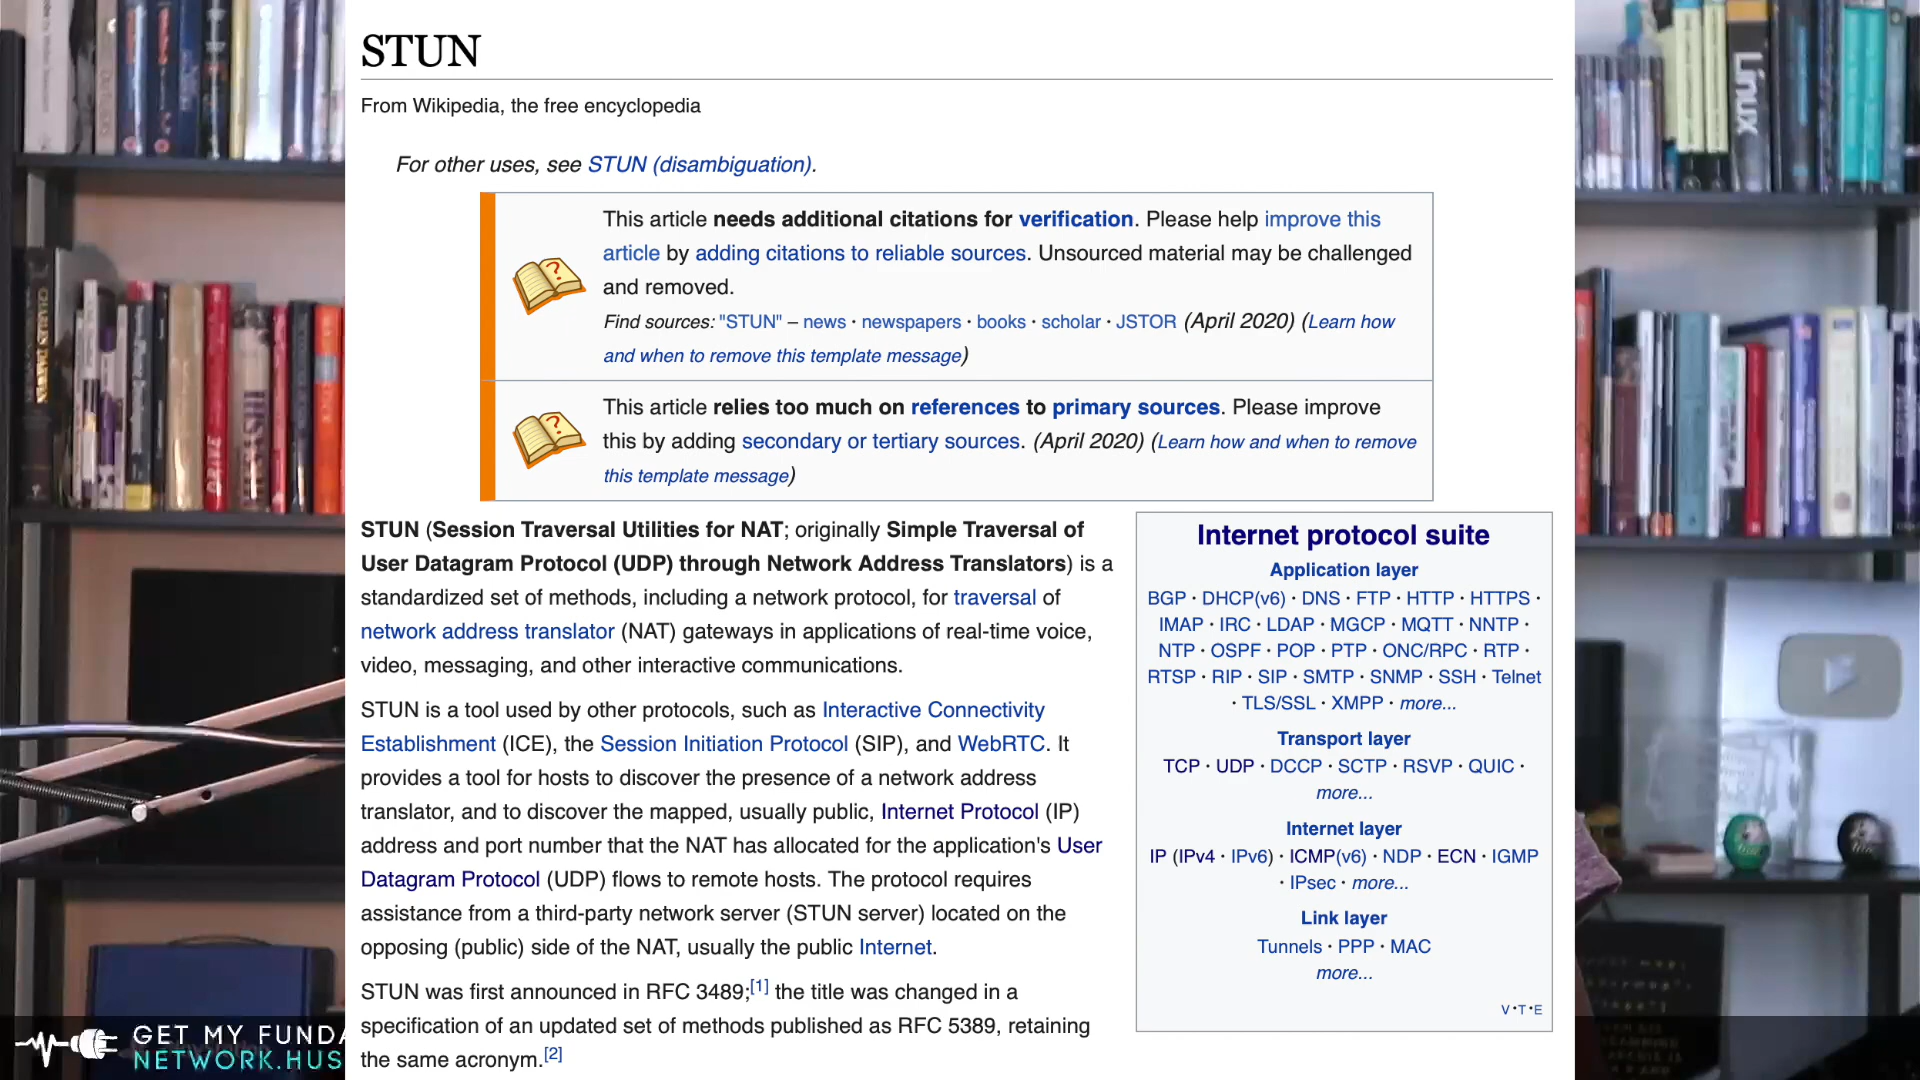 STUN
From Wikipedia, the free encyclopedia
For other uses, see STUN (disambiguation).
This article needs additional citations for verification. Please help improve this
article by adding citations to reliable sources. Unsourced material may be challenged
and removed.
Find sources: "STUN" – news · newspapers · books · scholar · JSTOR (April 2020) (Learn how
and when to remove this template message)
This article relies too much on references to primary sources. Please improve
this by adding secondary or tertiary sources. (April 2020) (Learn how and when to remove
this template message)
STUN (Session Traversal Utilities for NAT; originally Simple Traversal of
User Datagram Protocol (UDP) through Network Address Translators) is a
standardized set of methods, including a network protocol, for traversal of
network address translator (NAT) gateways in applications of real-time voice,
video, messaging, and other interactive communications.
STUN is a tool used by other protocols, such as Interactive Connectivity
Establishment (ICE), the Session Initiation Protocol (SIP), and WebRTC. It
provides a tool for hosts to discover the presence of a network address
translator, and to discover the mapped, usually public, Internet Protocol (IP)
address and port number that the NAT has allocated for the application's User
Datagram Protocol (UDP) flows to remote hosts. The protocol requires
assistance from a third-party network server (STUN server) located on the
opposing (public) side of the NAT, usually the public Internet.
STUN was first announced in RFC 3489;[1] the title was changed in a
specification of an updated set of methods published as RFC 5389, retaining
the same acronym.[2]
Internet protocol suite
Application layer
BGP · DHCP(v6) · DNS · FTP · HTTP · HTTPS ·
IMAP · IRC · LDAP · MGCP · MQTT · NNTP ·
NTP · OSPF · POP · PTP · ONC/RPC · RTP ·
RTSP · RIP · SIP · SMTP · SNMP · SSH · Telnet
· TLS/SSL · XMPP · more...
Transport layer
TCP · UDP · DCCP · SCTP · RSVP · QUIC ·
more...
Internet layer
IP (IPv4 · IPv6) · ICMP(v6) · NDP · ECN · IGMP
· IPsec · more...
Link layer
Tunnels · PPP · MAC
more...
V·T·E
GET MY FUNDA
NETWORK.HUS
Linux
DRIVE
CHARLES DARWIN